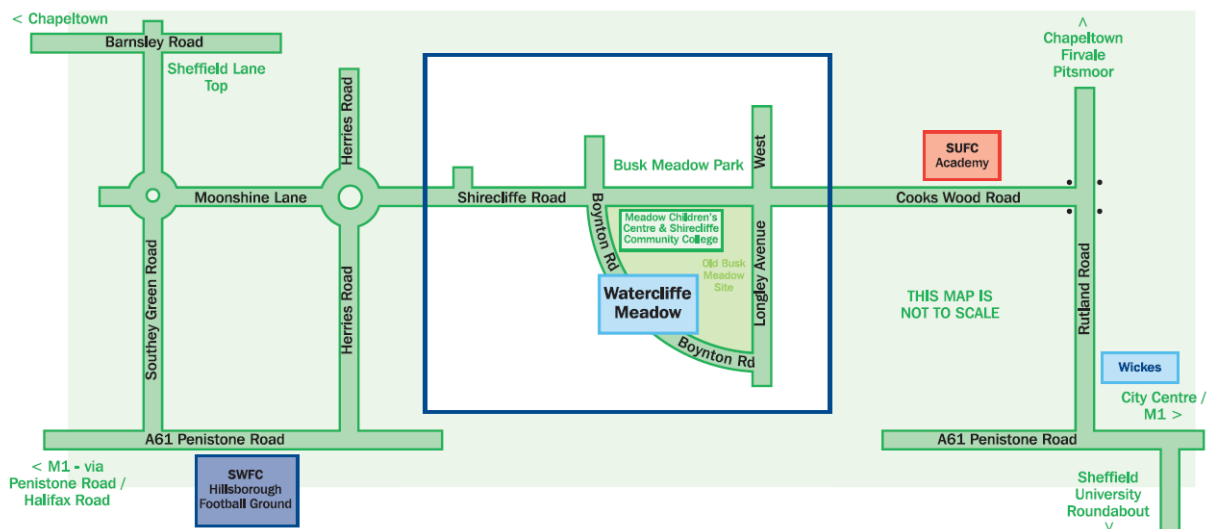 < Chapeltown
Barnsley Road
Sheffield Lane
Top
Herries Road
Moonshine Lane
Southey Green Road
Herries Road
A61 Penistone Road
< M1 - via
Penistone Road /
Halifax Road
SWFC
Hillsborough
Football Ground
Shirecliffe Road
Busk Meadow Park
West
Longley Avenue
Boynton Rd
Meadow Children's
Centre & Shirecliffe
Community College
Old Busk
Meadow
Site
Watercliffe
Meadow
Boynton Rd
SUFC
Academy
Cooks Wood Road
^
Chapeltown
Firvale
Pitsmoor
Rutland Road
THIS MAP IS
NOT TO SCALE
Wickes
City Centre /
M1 >
A61 Penistone Road
Sheffield
University
Roundabout
v